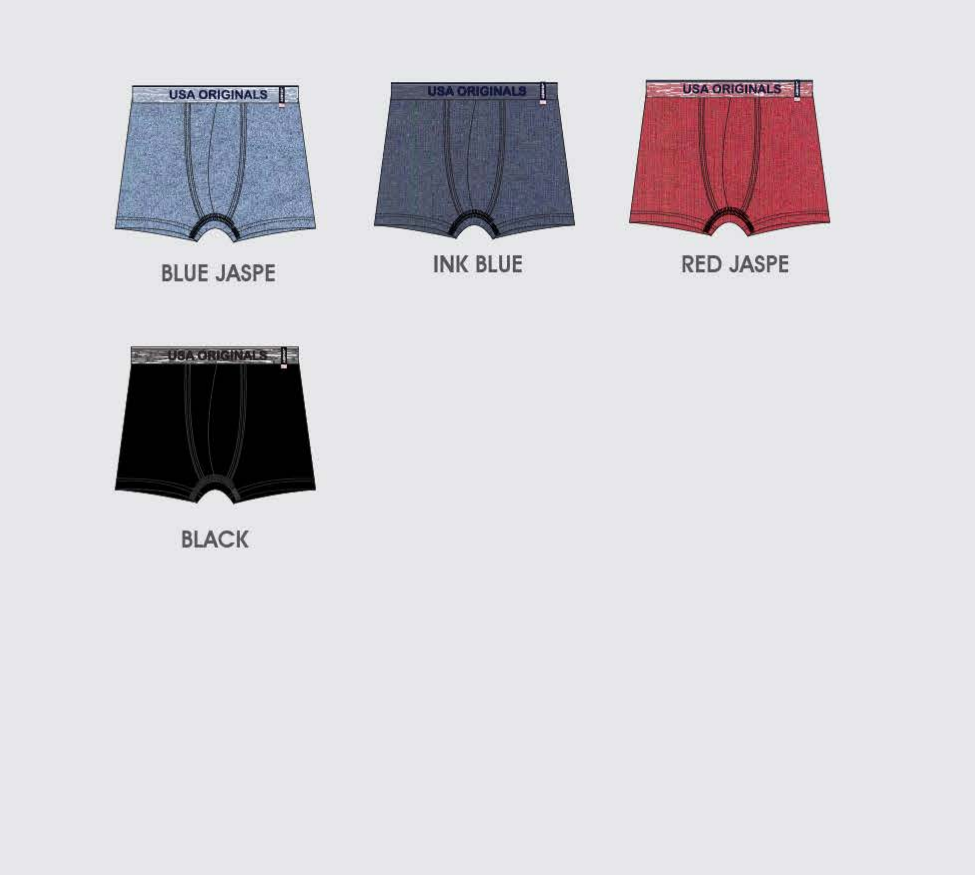 USA ORIGINALS
USA ORIGINALS
USA ORIGINALS
BLUE JASPE
INK BLUE
RED JASPE
USA ORIGINALS
BLACK